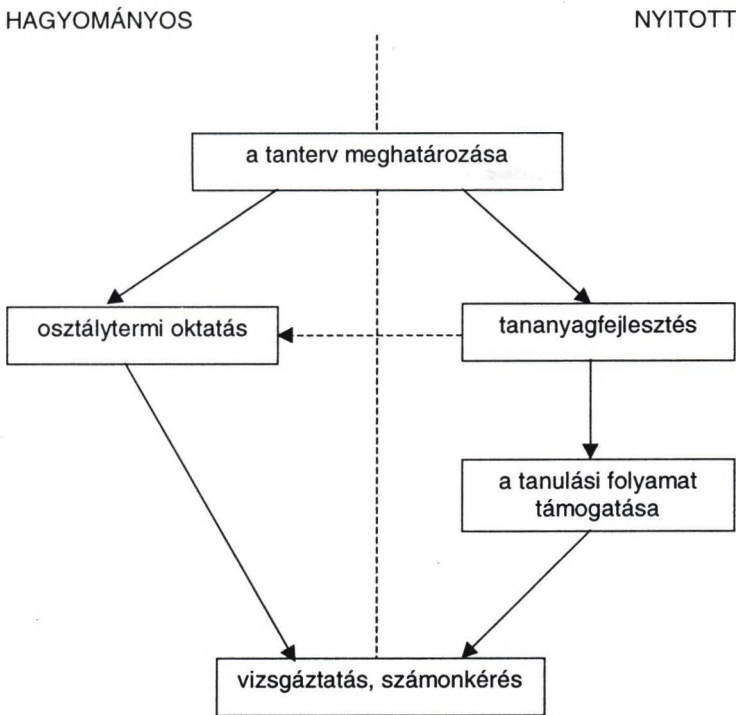 HAGYOMÁNYOS
NYITOTT
a tanterv meghatározása
osztálytermi oktatás
tananyagfejlesztés
a tanulási folyamat
támogatása
vizsgáztatás, számonkérés